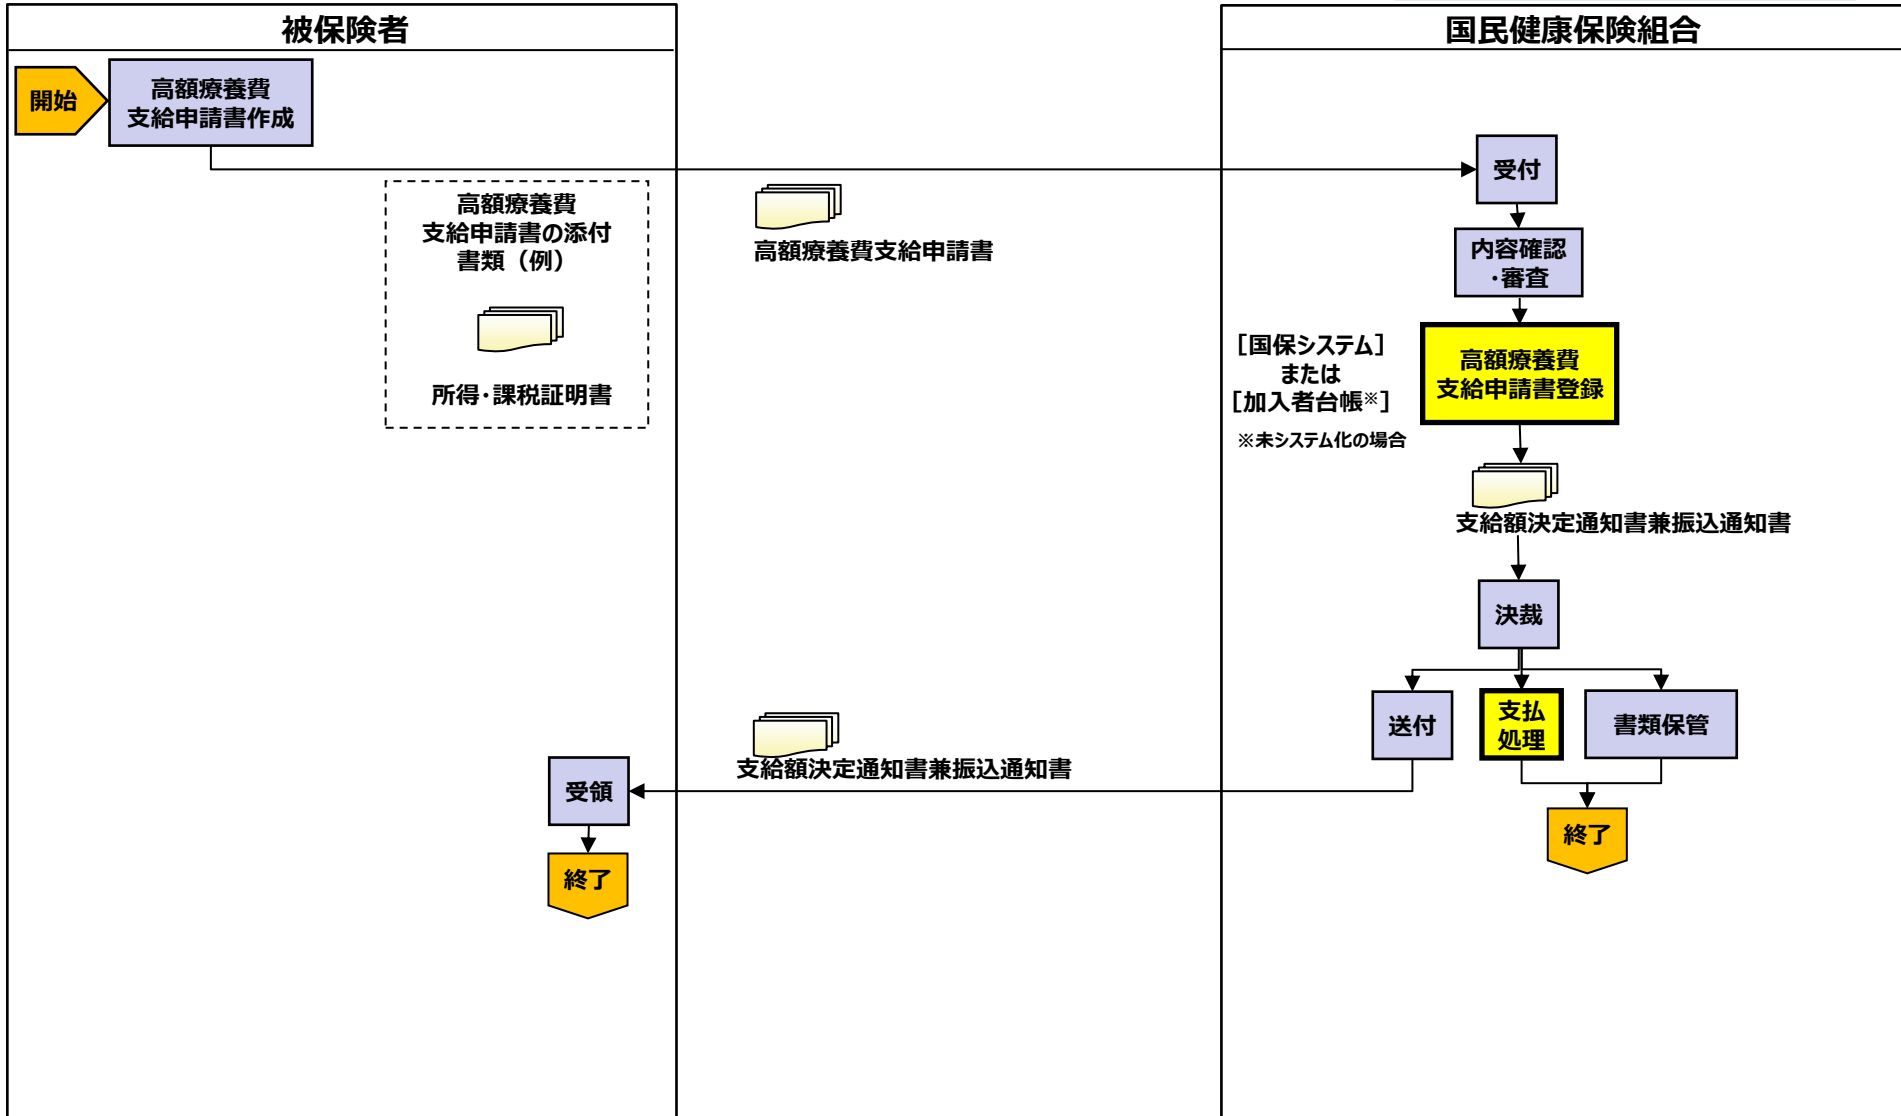 被保険者
国民健康保険組合
開始
高額療養費
支給申請書作成
受付
高額療養費
支給申請書の添付
書類（例）
所得・課税証明書
高額療養費支給申請書
内容確認
・審査
［国保システム］
または
［加入者台帳※］
※未システム化の場合
高額療養費
支給申請書登録
支給額決定通知書兼振込通知書
決裁
送付
支払
処理
書類保管
支給額決定通知書兼振込通知書
受領
終了
終了